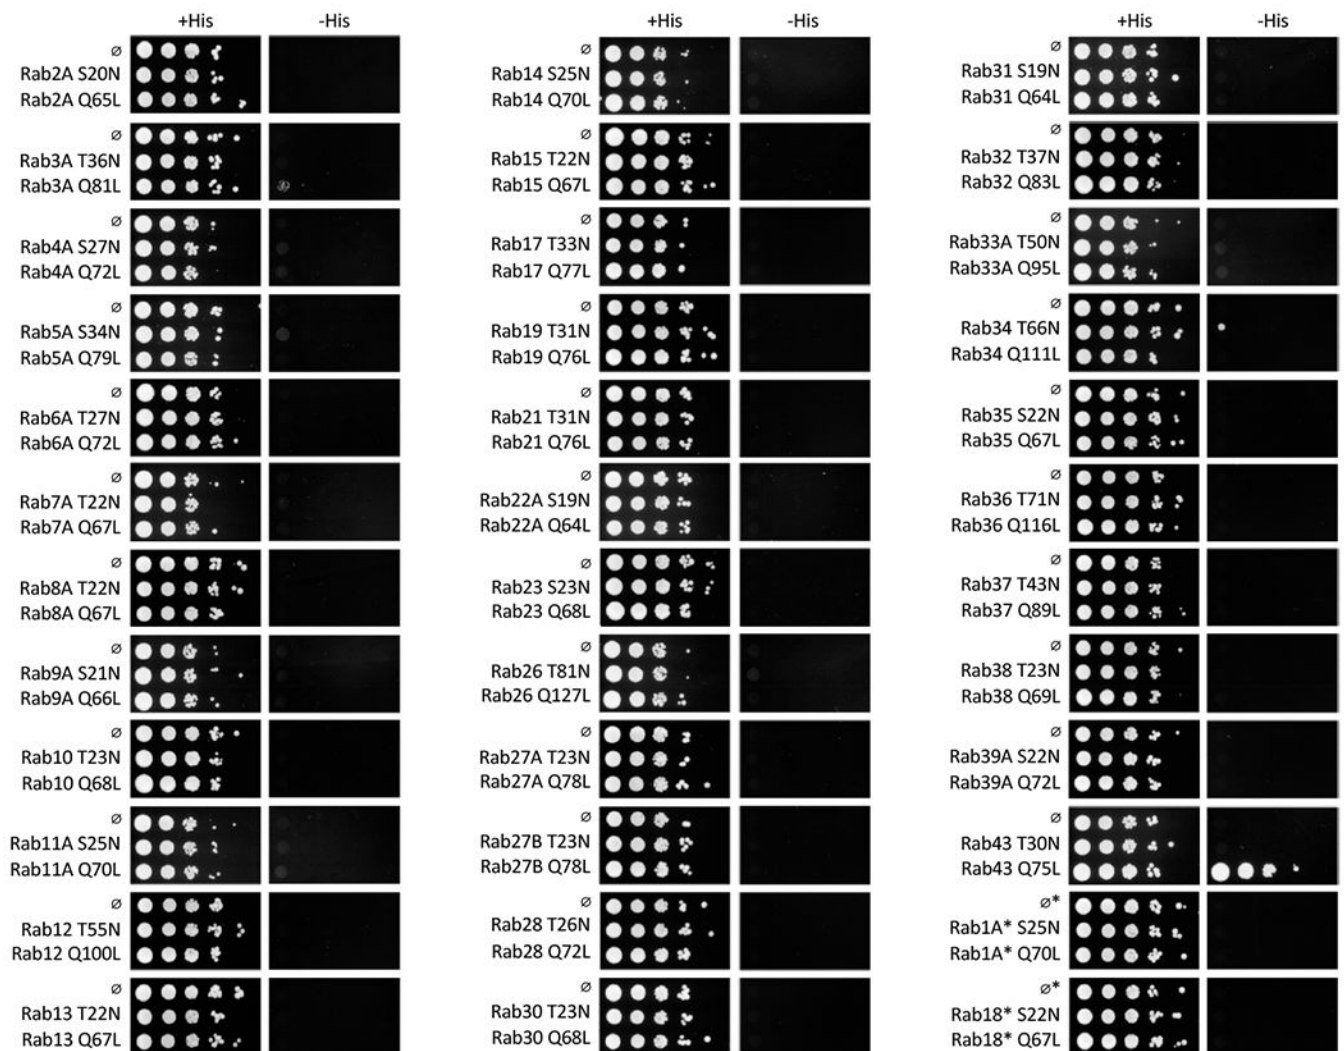 +His -His
∅
Rab2A S20N
Rab2A Q65L
∅
Rab3A T36N
Rab3A Q81L
∅
Rab4A S27N
Rab4A Q72L
∅
Rab5A S34N
Rab5A Q79L
∅
Rab6A T27N
Rab6A Q72L
∅
Rab7A T22N
Rab7A Q67L
∅
Rab8A T22N
Rab8A Q67L
∅
Rab9A S21N
Rab9A Q66L
∅
Rab10 T23N
Rab10 Q68L
∅
Rab11A S25N
Rab11A Q70L
∅
Rab12 T55N
Rab12 Q100L
∅
Rab13 T22N
Rab13 Q67L
+His -His
∅
Rab14 S25N
Rab14 Q70L
∅
Rab15 T22N
Rab15 Q67L
∅
Rab17 T33N
Rab17 Q77L
∅
Rab19 T31N
Rab19 Q76L
∅
Rab21 T31N
Rab21 Q76L
∅
Rab22A S19N
Rab22A Q64L
∅
Rab23 S23N
Rab23 Q68L
∅
Rab26 T81N
Rab26 Q127L
∅
Rab27A T23N
Rab27A Q78L
∅
Rab27B T23N
Rab27B Q78L
∅
Rab28 T26N
Rab28 Q72L
∅
Rab30 T23N
Rab30 Q68L
+His -His
∅
Rab31 S19N
Rab31 Q64L
∅
Rab32 T37N
Rab32 Q83L
∅
Rab33A T50N
Rab33A Q95L
∅
Rab34 T66N
Rab34 Q111L
∅
Rab35 S22N
Rab35 Q67L
∅
Rab36 T71N
Rab36 Q116L
∅
Rab37 T43N
Rab37 Q89L
∅
Rab38 T23N
Rab38 Q69L
∅
Rab39A S22N
Rab39A Q72L
∅
Rab43 T30N
Rab43 Q75L
∅*
Rab1A* S25N
Rab1A* Q70L
∅*
Rab18* S22N
Rab18* Q67L